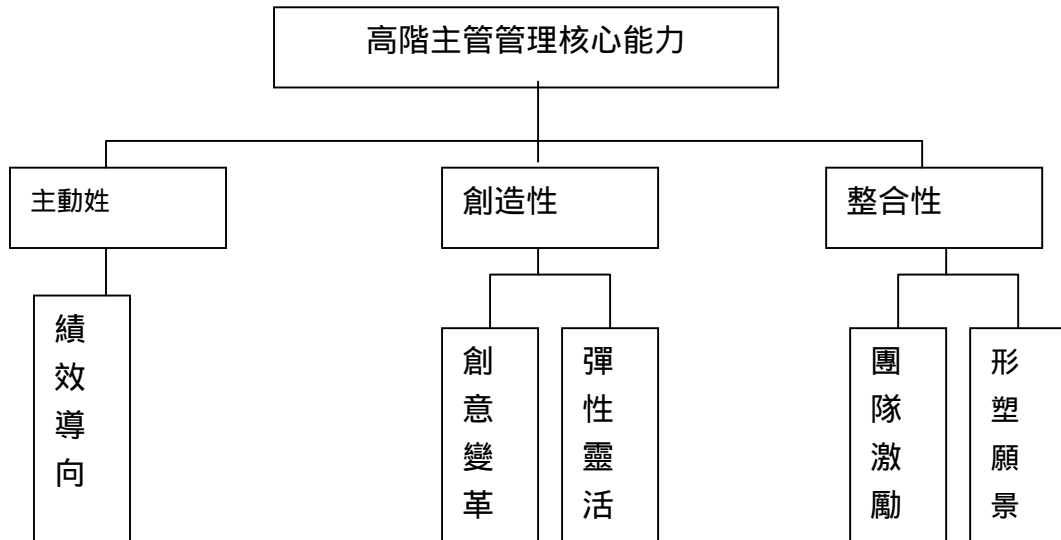 高階主管管理核心能力
主動姓
創造性
整合性
績效導向
創意變革
彈性靈活
團隊激勵
形塑願景